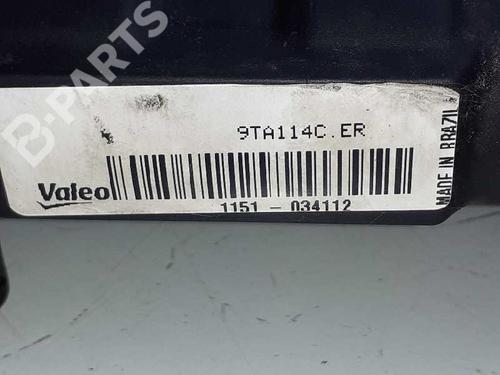 B-PARTS
9TA114C.ER
Valeo
1151 - 034112
MADE IN BRAZIL